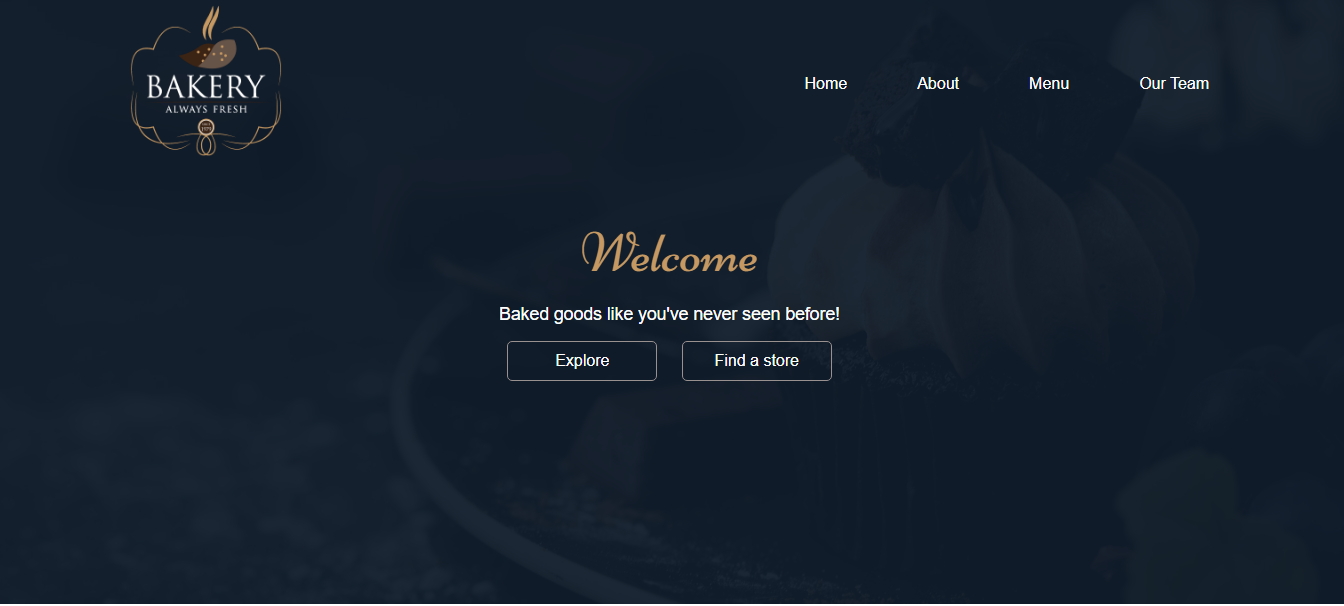 BAKERY
ALWAYS FRESH
Home About Menu Our Team
Welcome
Baked goods like you've never seen before!
Explore Find a store